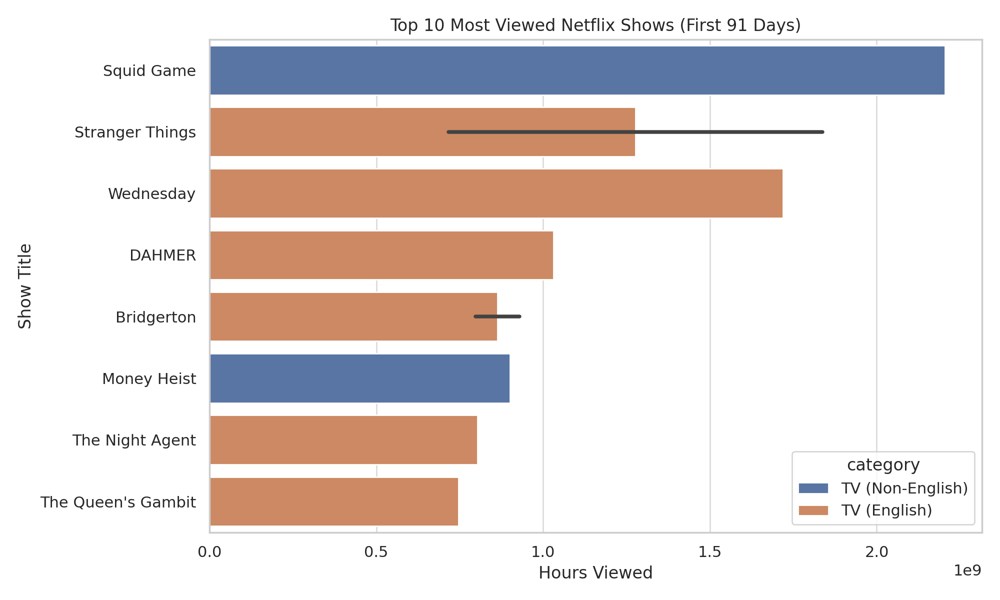 Top 10 Most Viewed Netflix Shows (First 91 Days)
Show Title
Squid Game
Stranger Things
Wednesday
DAHMER
Bridgerton
Money Heist
The Night Agent
The Queen's Gambit
category
TV (Non-English)
TV (English)
0.0 0.5 1.0 1.5 2.0
1e9
Hours Viewed